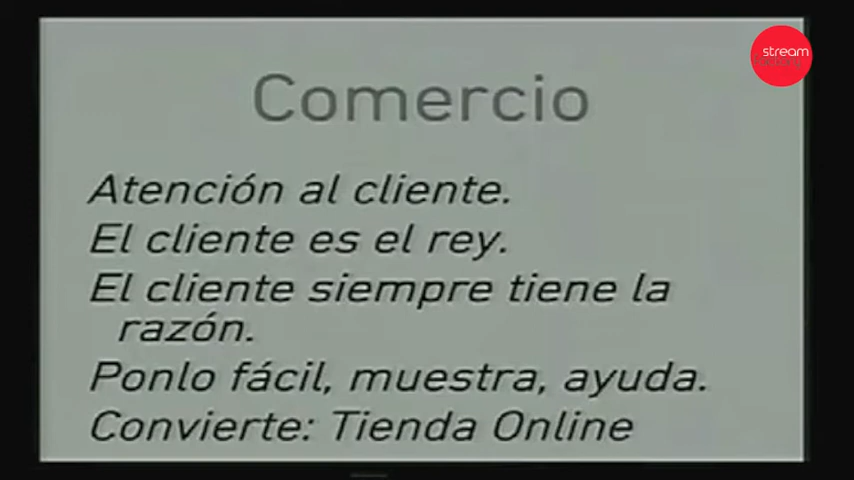 stream
factory
Comercio
Atención al cliente.
El cliente es el rey.
El cliente siempre tiene la
razón.
Ponlo fácil, muestra, ayuda.
Convierte: Tienda Online